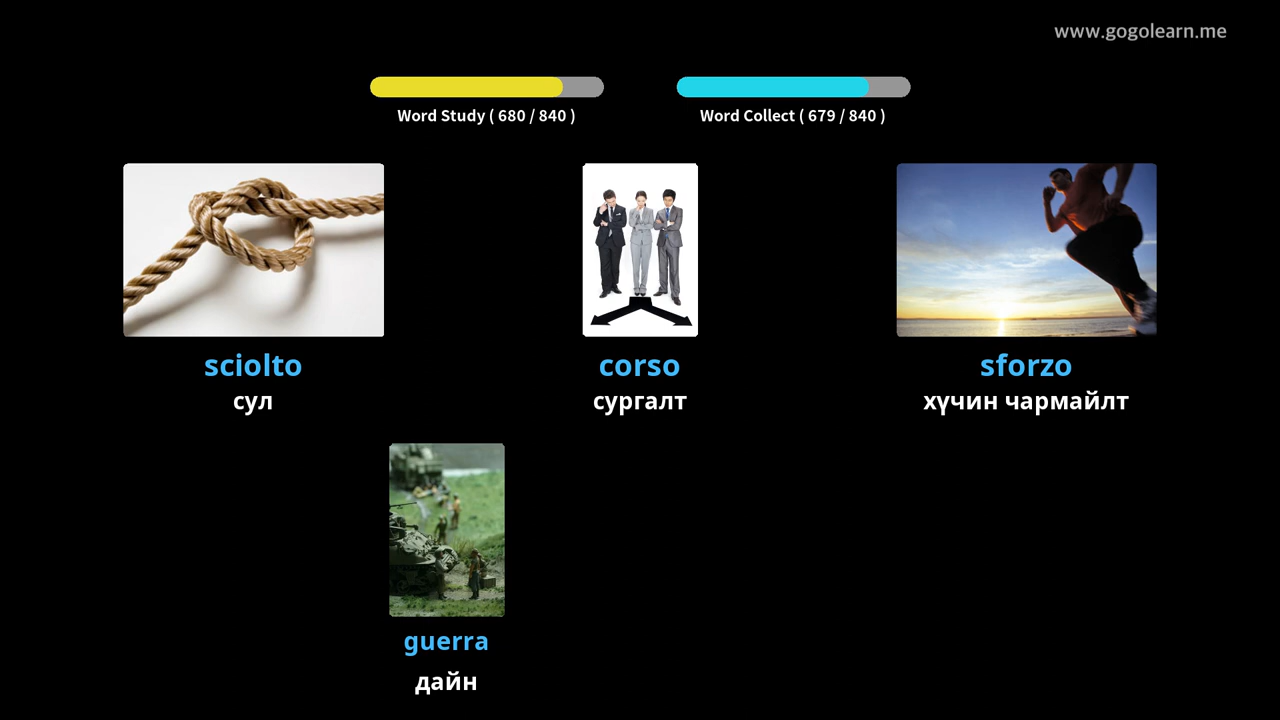 www.gogolearn.me
Word Study ( 680 / 840 )
Word Collect ( 679 / 840 )
sciolto
сул
corso
сургалт
sforzo
хүчин чармайлт
guerra
дайн